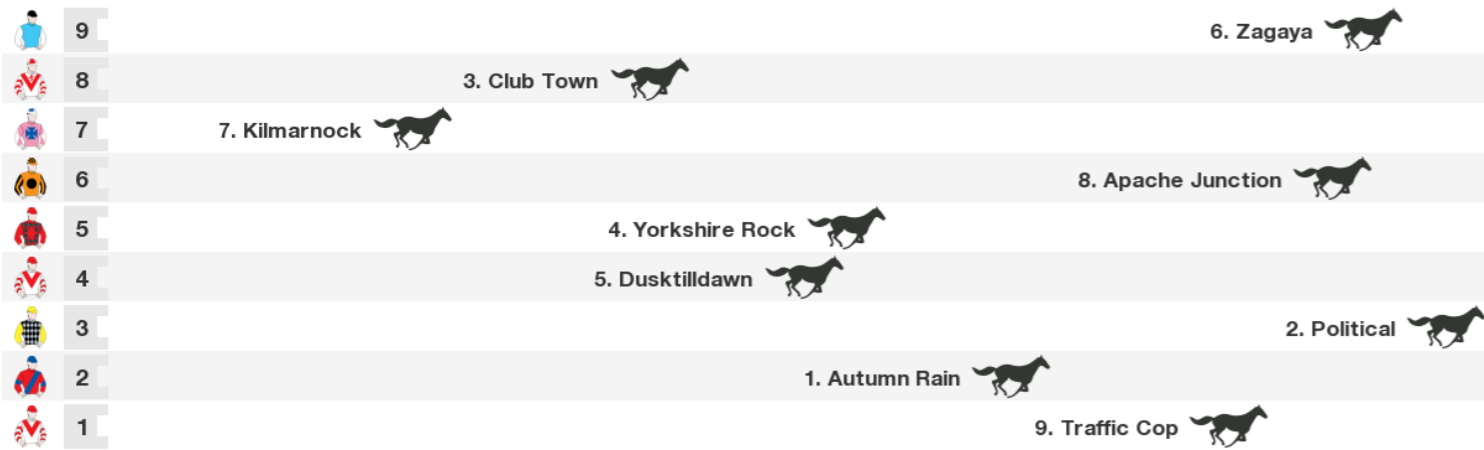 9 6. Zagaya
8 3. Club Town
7 7. Kilmarnock
6 8. Apache Junction
5 4. Yorkshire Rock
4 5. Dusktilldawn
3 2. Political
2 1. Autumn Rain
1 9. Traffic Cop